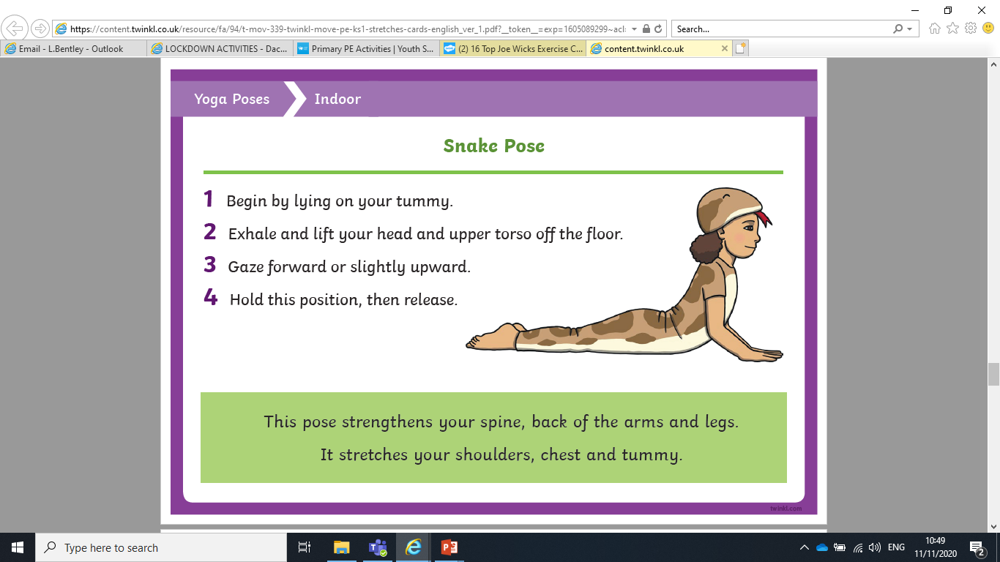 https://content.twinkl.co.uk/resource/fa/94/t-mov-339-twinkl-move-pe-ks1-stretches-cards-english_ver_1.pdf?__token__=exp=1605089299~acl=
Search...
Email - L.Bentley - Outlook
LOCKDOWN ACTIVITIES - Dac...
Primary PE Activities | Youth S...
(2) 16 Top Joe Wicks Exercise C...
content.twinkl.co.uk
Yoga Poses Indoor
Snake Pose
1 Begin by lying on your tummy.
2 Exhale and lift your head and upper torso off the floor.
3 Gaze forward or slightly upward.
4 Hold this position, then release.
This pose strengthens your spine, back of the arms and legs.
It stretches your shoulders, chest and tummy.
twinkl.com
Type here to search
ENG
10:49
11/11/2020
2